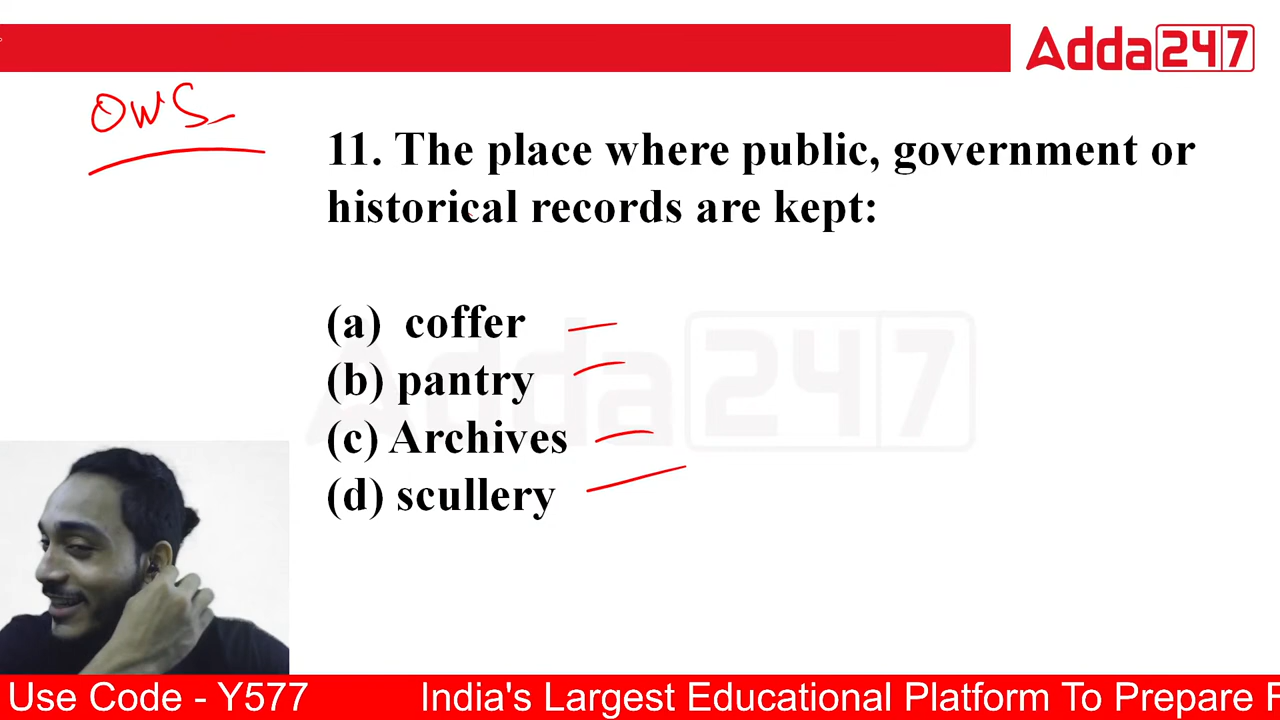 Adda247
OWS
11. The place where public, government or
historical records are kept:
(a) coffer
(b) pantry
(c) Archives
(d) scullery
Adda247
Use Code - Y577 India's Largest Educational Platform To Prepare F